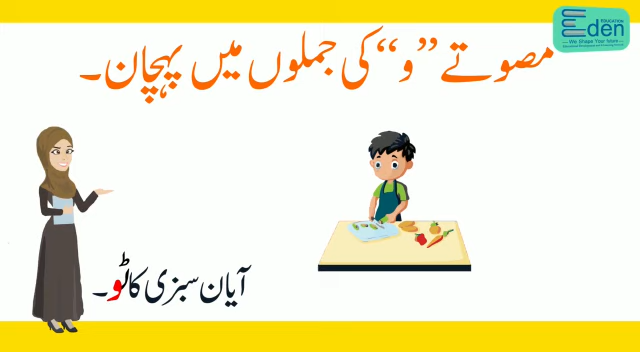 EDUCATION
Eden
We Shape Your future
مصوتے ”و“ کی جملوں میں پہچان۔
آیان سبزی کاٹو۔